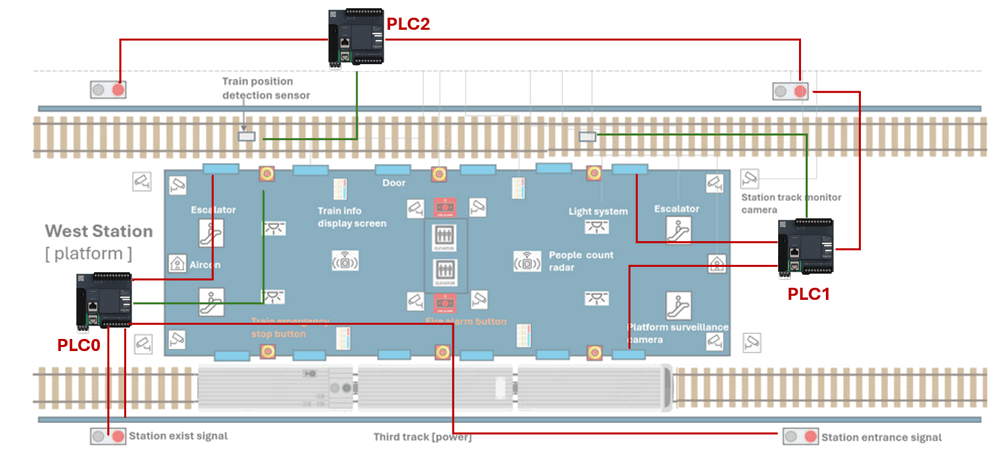 PLC2
Train position
detection sensor
Door
Station track monitor
camera
Escalator
Train info
display screen
Light system
Escalator
West Station
[ platform ]
Aircon
People count
radar
ELEVATOR
ELEVATOR
PLC1
PLC0
Train emergency
stop button
Fire alarm button
Platform surveillance
camera
Station exist signal
Third track [power]
Station entrance signal